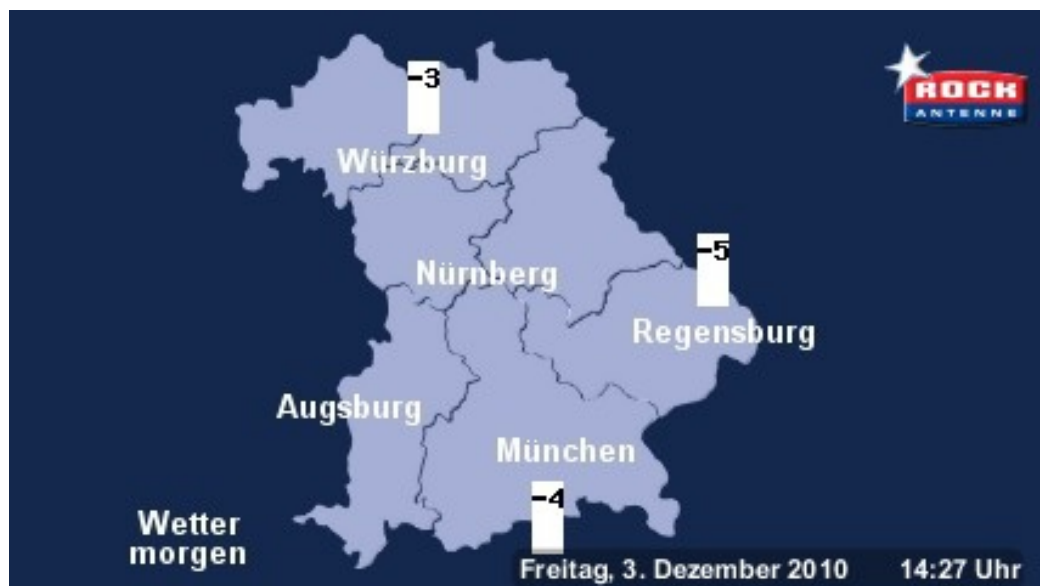 -3
ROCK
ANTENNE
Würzburg
-5
Nürnberg
Regensburg
Augsburg
München
-4
Wetter
morgen
Freitag, 3. Dezember 2010 14:27 Uhr